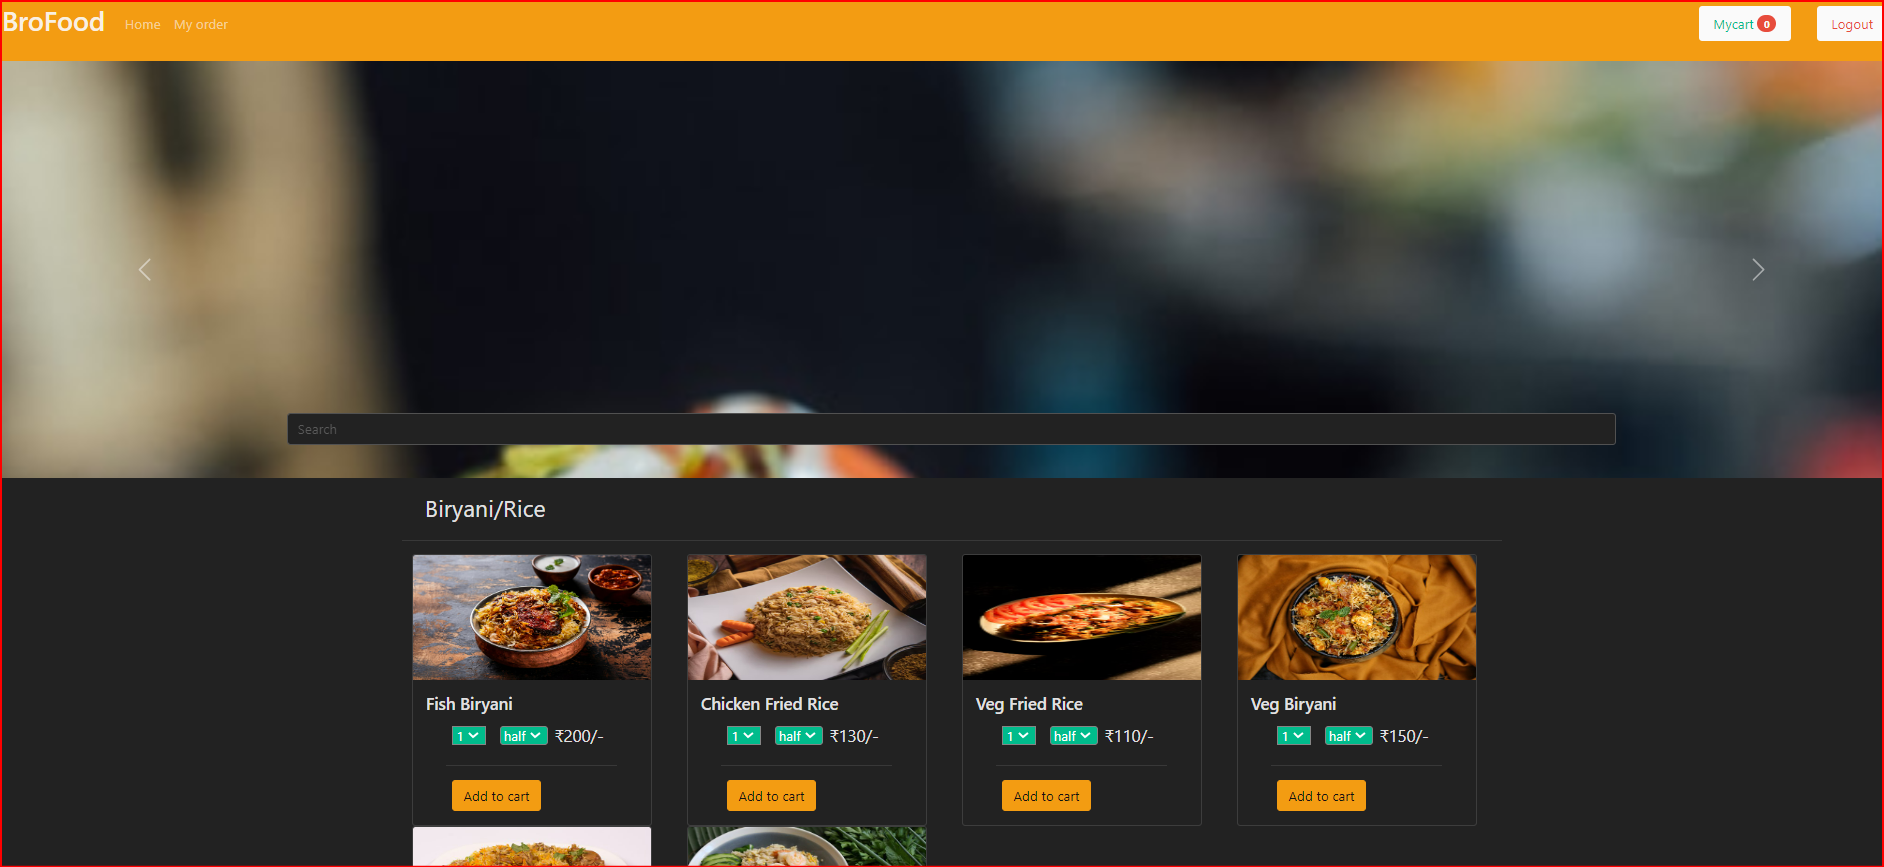 BroFood Home My order Mycart 0 Logout
Search
Biryani/Rice
Fish Biryani Chicken Fried Rice Veg Fried Rice Veg Biryani
1 half ₹200/- 1 half ₹130/- 1 half ₹110/- 1 half ₹150/-
Add to cart Add to cart Add to cart Add to cart